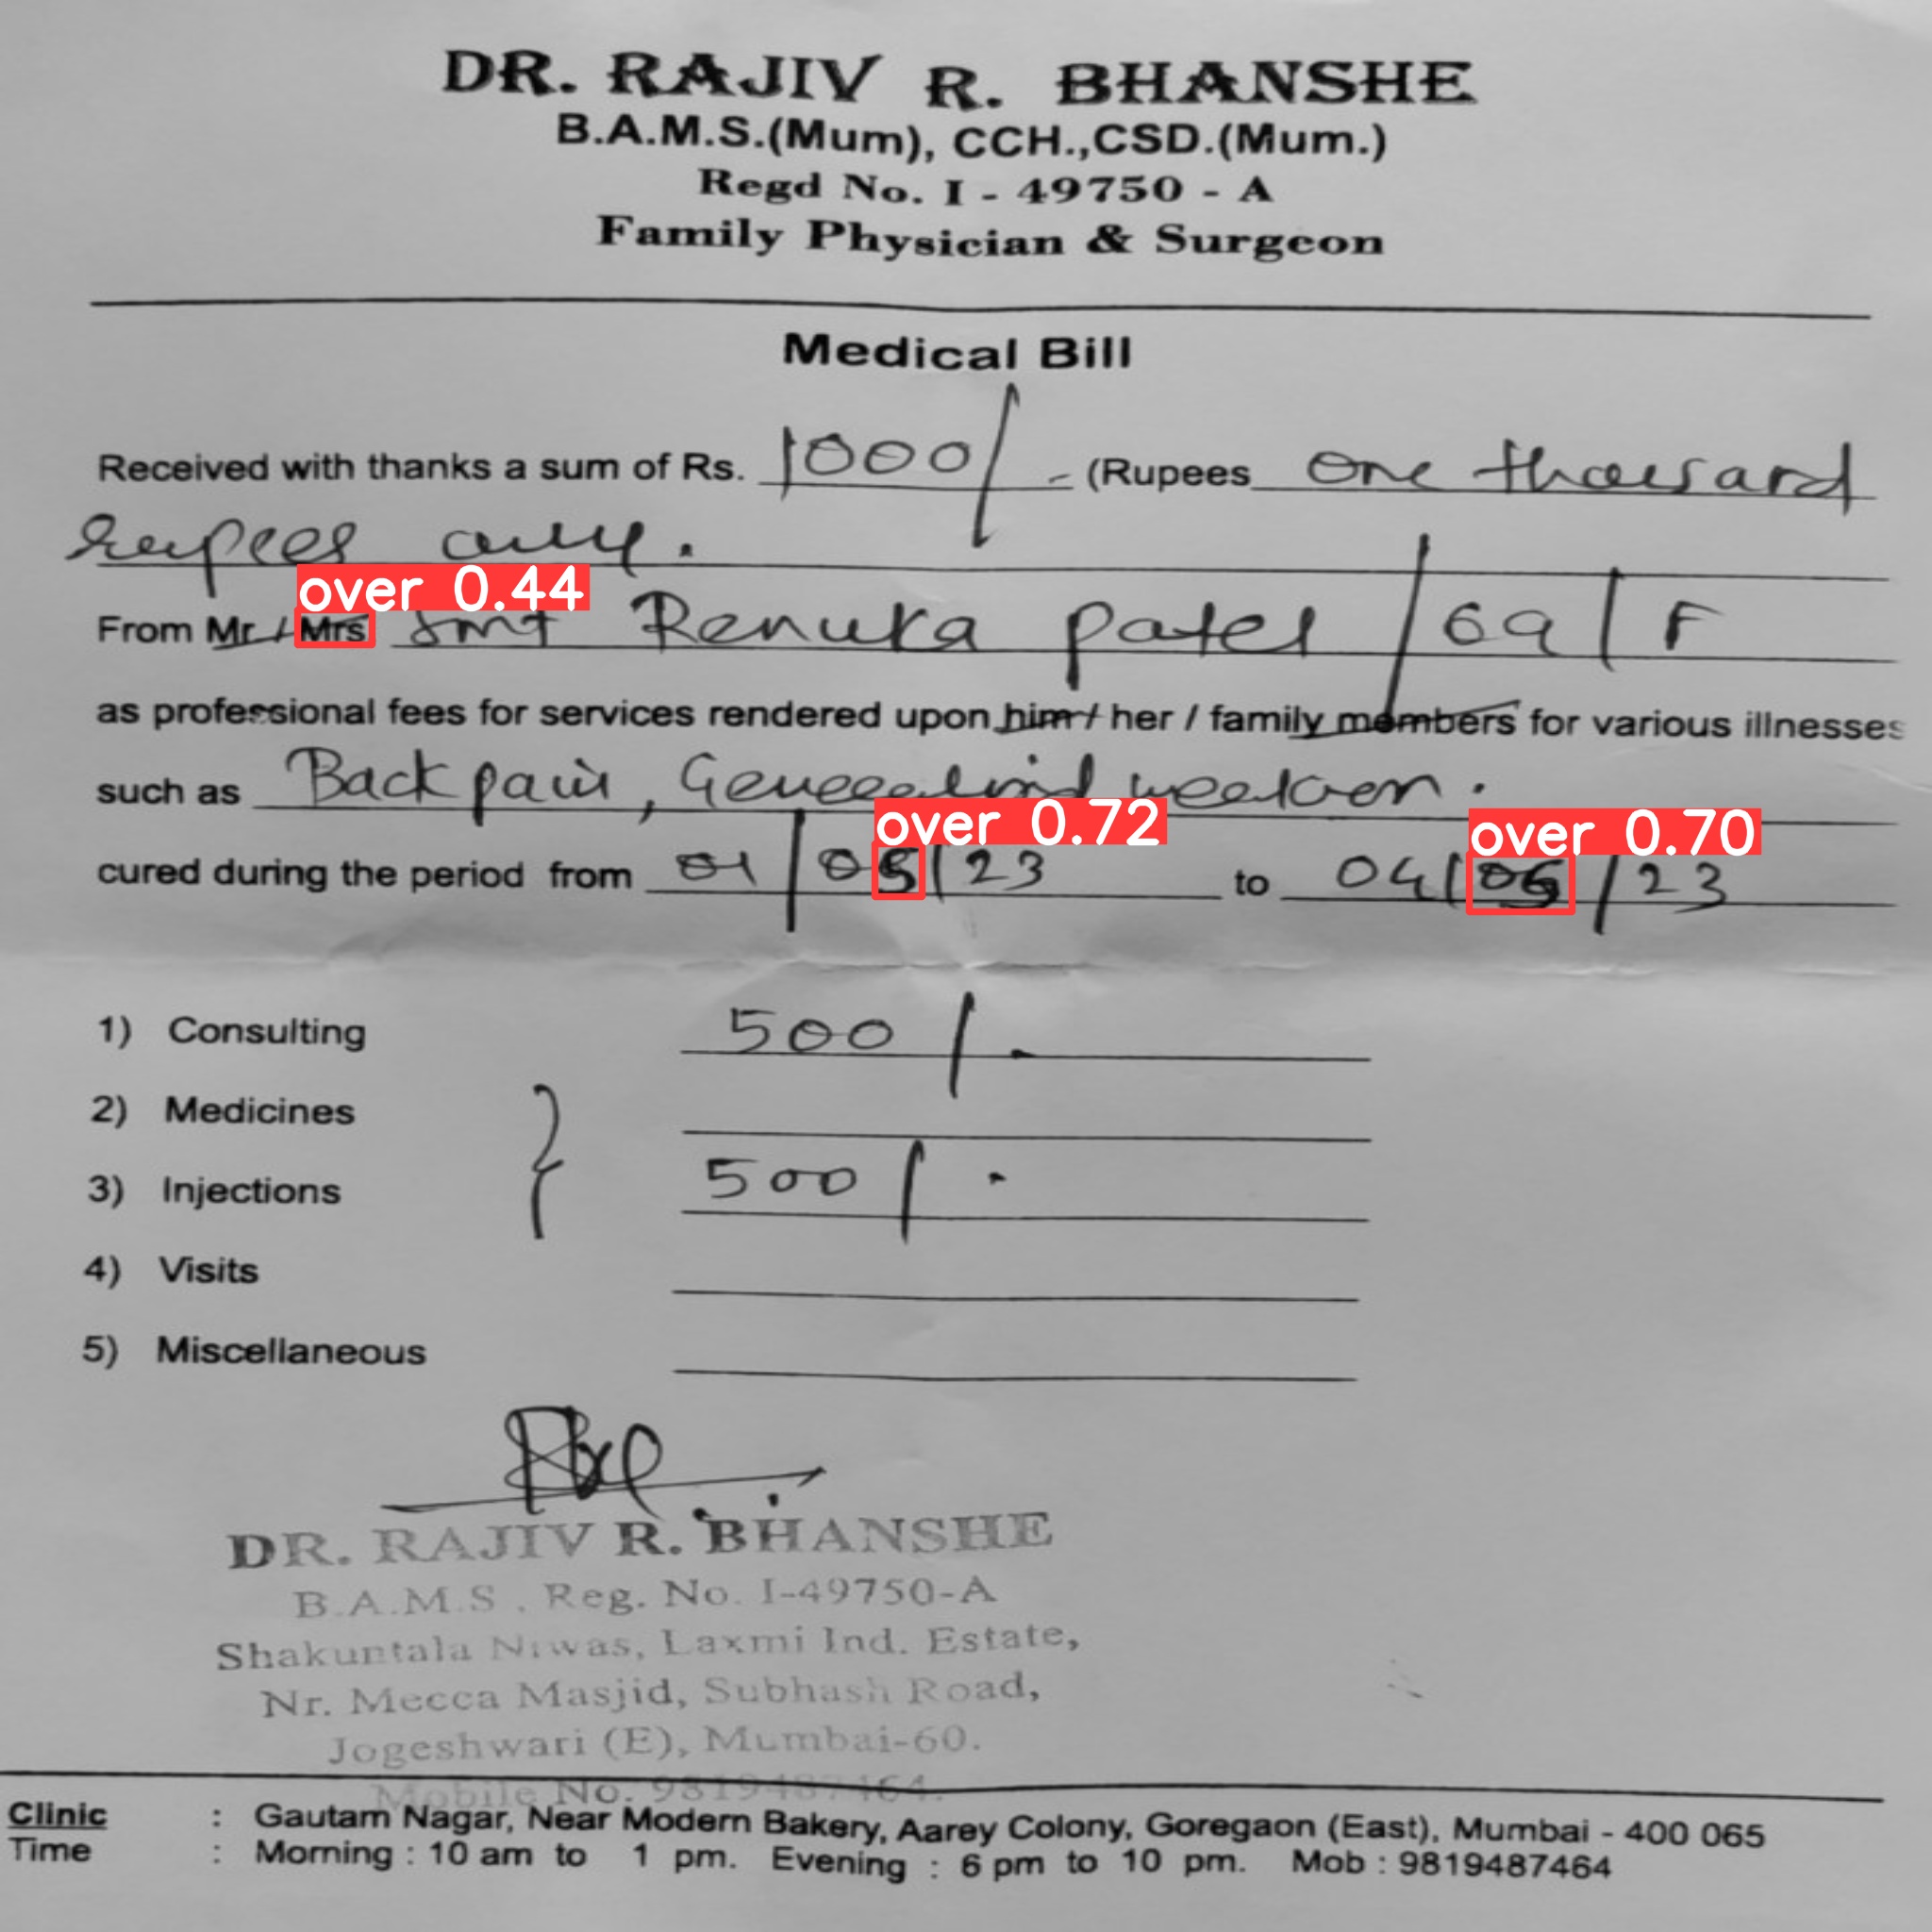 DR. RAJIV R. BHANSHE
B.A.M.S.(Mum), CCH.,CSD.(Mum.)
Regd No. I - 49750 - A
Family Physician & Surgeon
Medical Bill
Received with thanks a sum of Rs. 1000/- (Rupees One thousand
rupees only.
over 0.44
From Mr / Mrs Smt Renuka Patel / 69 / F
as professional fees for services rendered upon him / her / family members for various illnesses
such as Back pain,
over 0.72 over 0.70
cured during the period from 01/05/23 to 04/05/23
1) Consulting 500/-
2) Medicines
3) Injections 500/-
4) Visits
5) Miscellaneous
DR. RAJIV R. BHANSHE
B.A.M.S. Reg. No. I-49750-A
Shakuntala Niwas, Laxmi Ind. Estate,
Nr. Mecca Masjid, Subhash Road,
Jogeshwari (E), Mumbai-60.
Mobile No. 9819487464.
Clinic : Gautam Nagar, Near Modern Bakery, Aarey Colony, Goregaon (East), Mumbai - 400 065
Time : Morning : 10 am to 1 pm. Evening : 6 pm to 10 pm. Mob : 9819487464